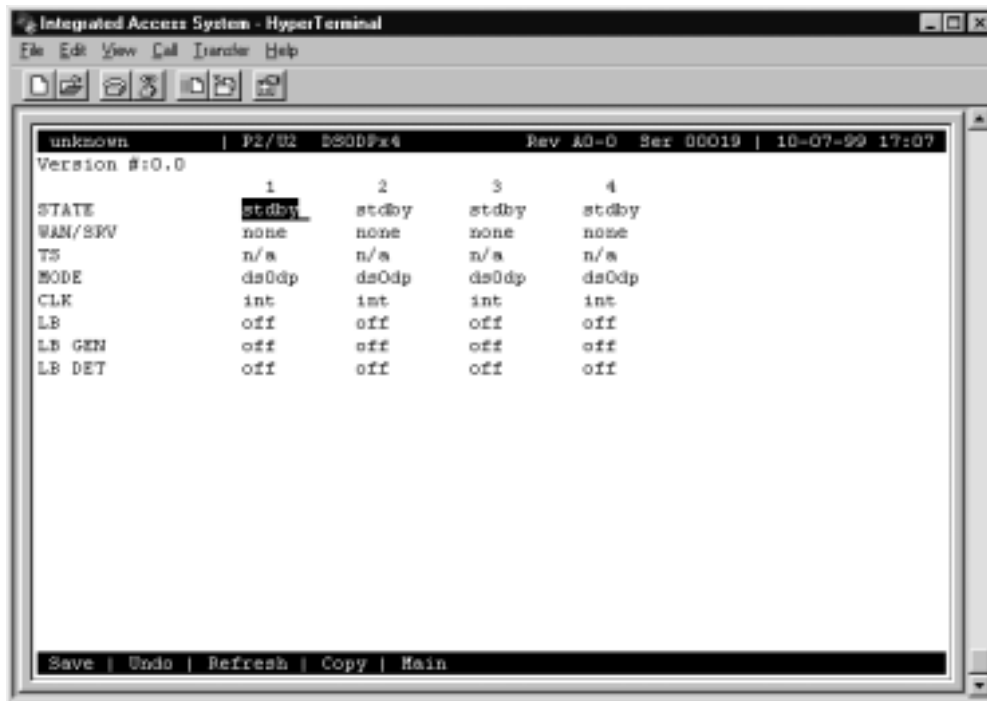 Integrated Access System - HyperTerminal
File Edit View Call Transfer Help
unknown | P2/U2 DS0DPx4 Rev A0-0 Ser 00019 | 10-07-99 17:07
Version #:0.0
1 2 3 4
STATE stdby stdby stdby stdby
WAN/SRV none none none none
TS n/a n/a n/a n/a
MODE ds0dp ds0dp ds0dp ds0dp
CLK int int int int
LB off off off off
LB GEN off off off off
LB DET off off off off
Save | Undo | Refresh | Copy | Main